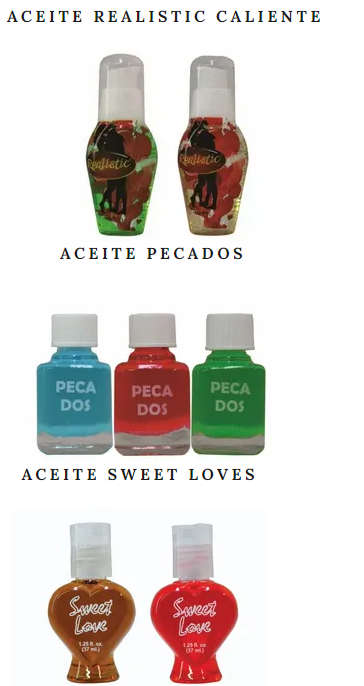 ACEITE REALISTIC CALIENTE
Realistic
Realistic
ACEITE PECADOS
PECA
DOS
PECA
DOS
PECA
DOS
ACEITE SWEET LOVES
Sweet
Love
1.25 fl. oz.
(37 ml.)
Sweet
Love
1.25 fl. oz.
(37 ml.)